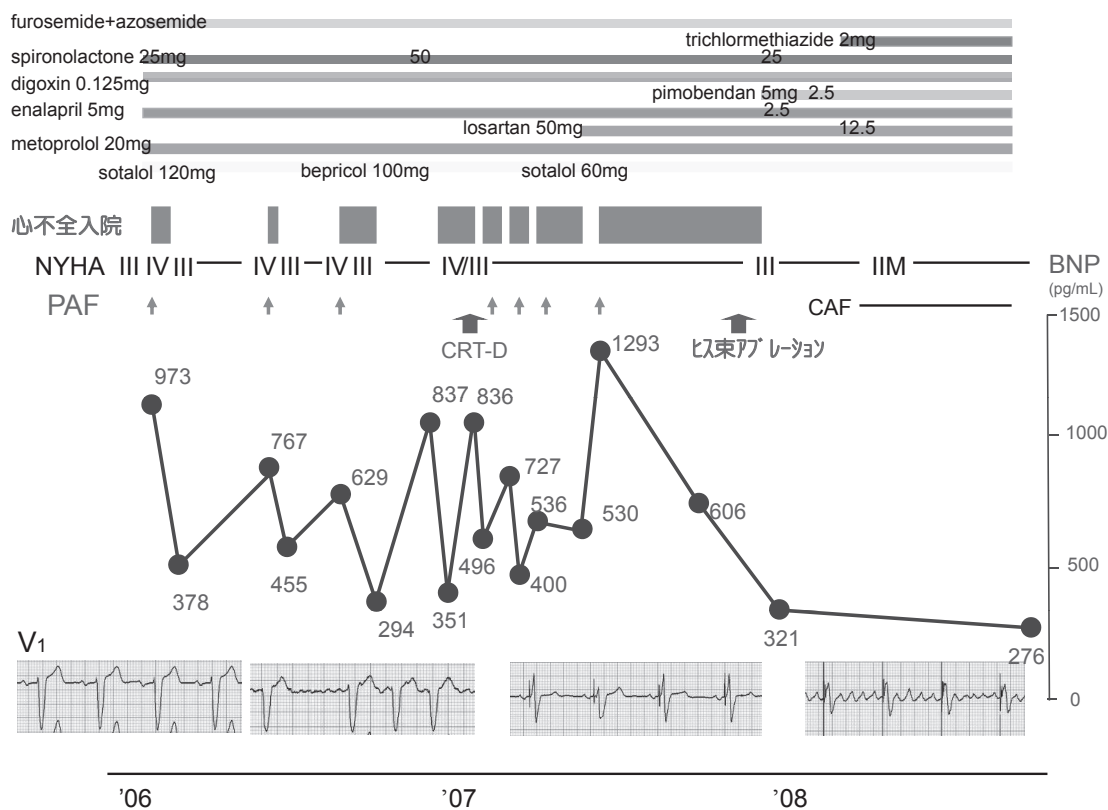 furosemide+azosemide
trichlormethiazide 2mg
spironolactone 25mg 50 25
digoxin 0.125mg
pimobendan 5mg 2.5
enalapril 5mg 2.5
losartan 50mg 12.5
metoprolol 20mg
sotalol 120mg bepricol 100mg sotalol 60mg
心不全入院
NYHA III IV III IV III IV III IV/III III IIM BNP
(pg/mL)
PAF CAF
1500
CRT-D ヒス束アブレーション
1293
973
837 836
1000
767
629
727
536
530
606
500
496
455
400
378
351
294
321
276
V1
0
'06 '07 '08